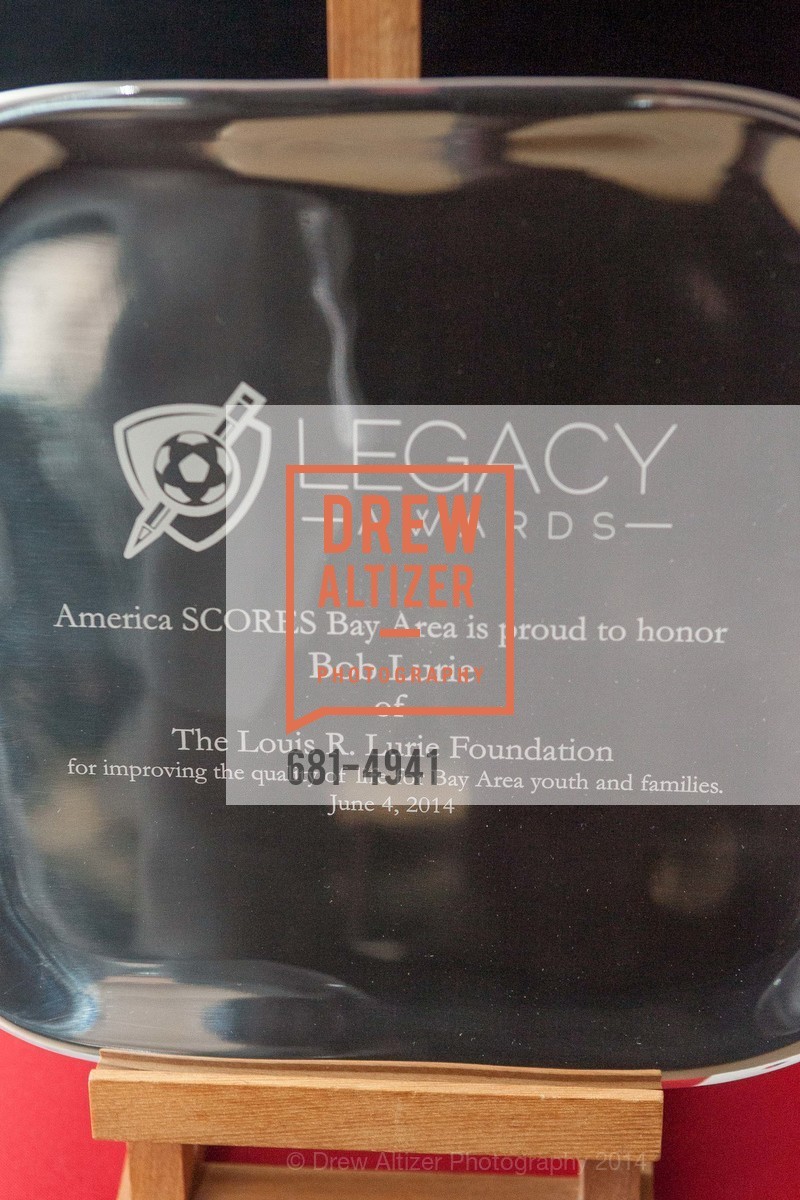 LEGACY
AWARDS
DREW
ALTIZER
PHOTOGRAPHY
America SCORES Bay Area is proud to honor
Bob Lurie
of
The Louis R. Lurie Foundation
681-4941
for improving the quality of life for Bay Area youth and families.
June 4, 2014
© Drew Altizer Photography 2014